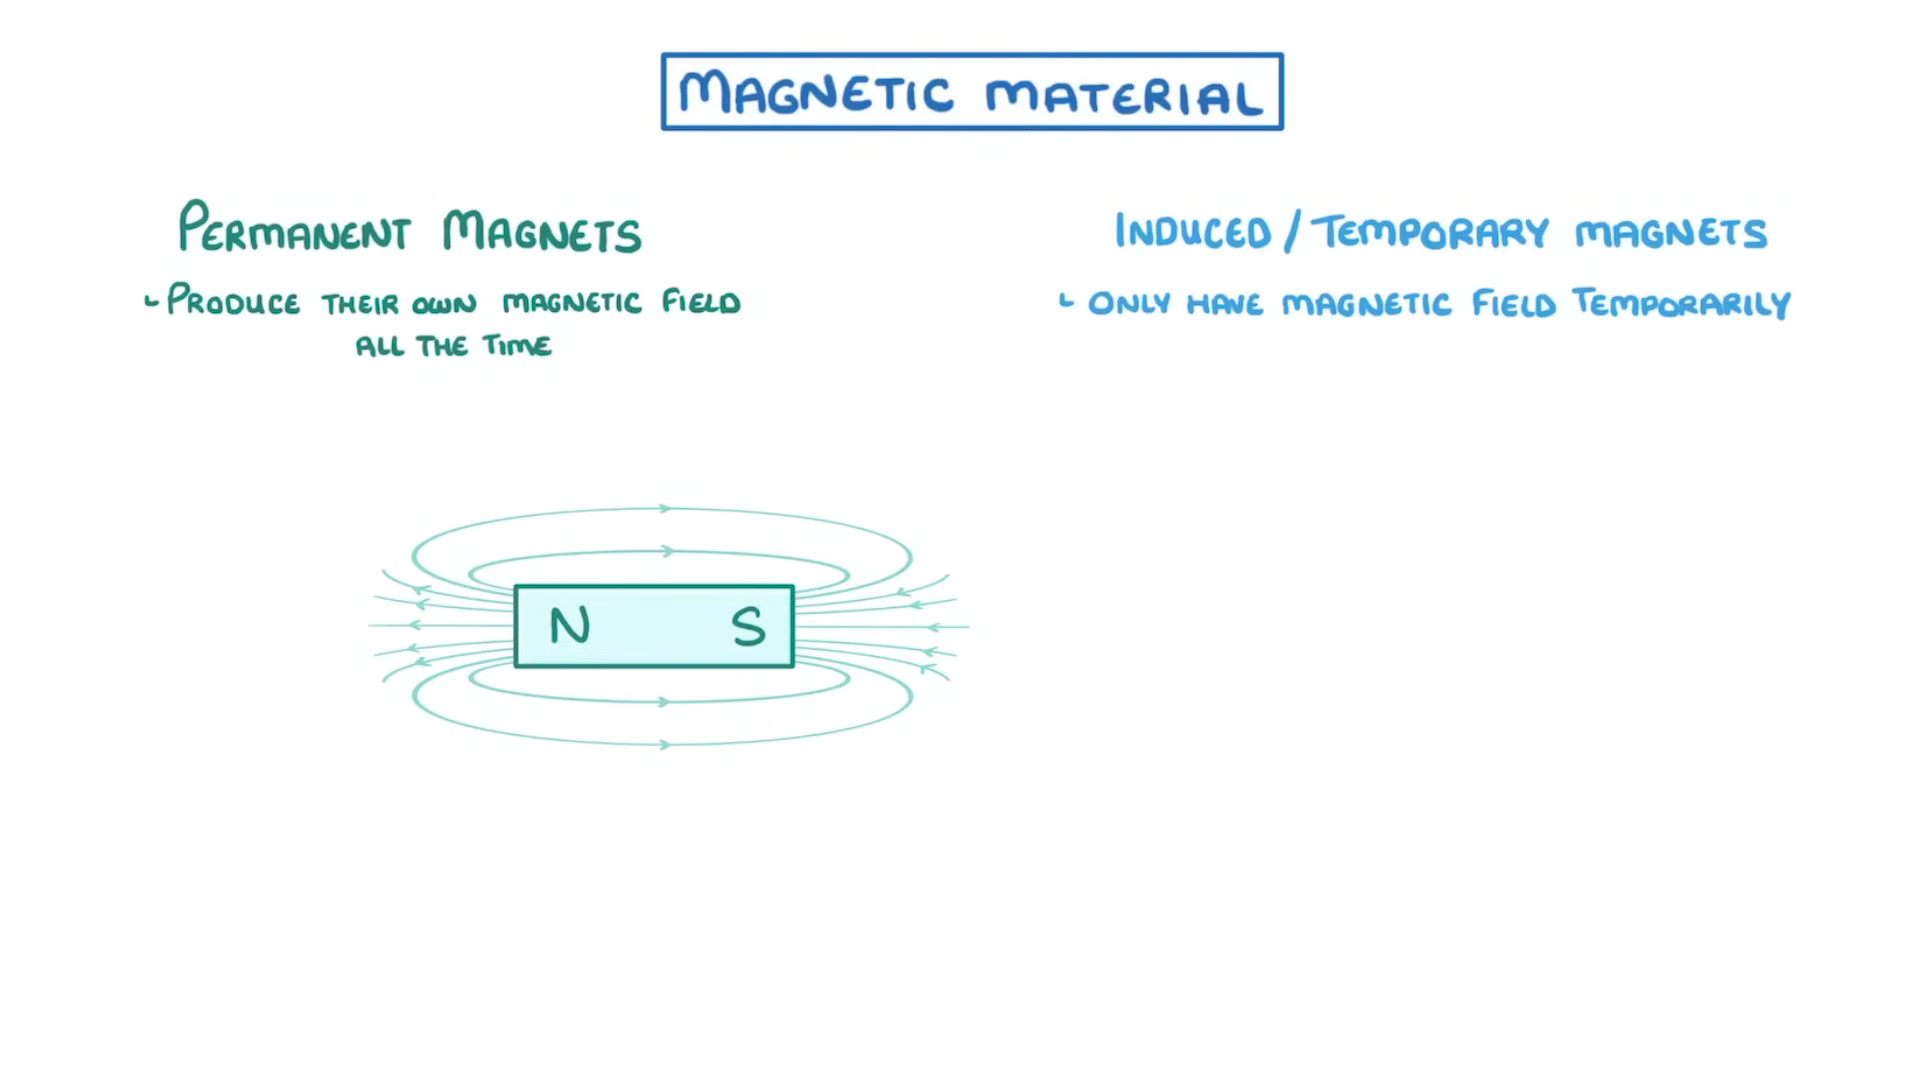 MAGNETIC MATERIAL
PERMANENT MAGNETS
PRODUCE THEIR OWN MAGNETIC FIELD
ALL THE TIME
INDUCED / TEMPORARY MAGNETS
ONLY HAVE MAGNETIC FIELD TEMPORARILY
N S